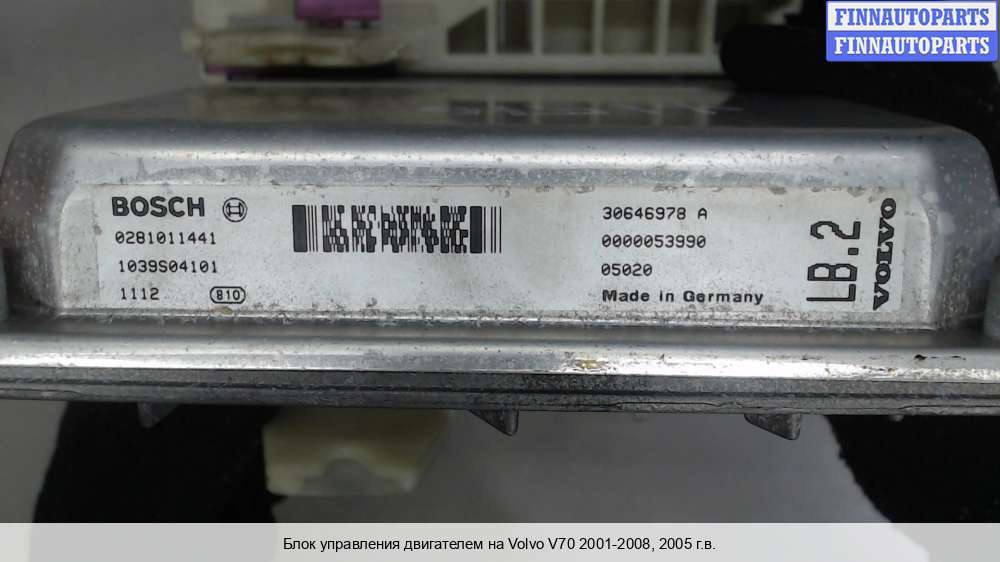 FINNAUTOPARTS
FINNAUTOPARTS
BOSCH
0281011441
1039S04101
1112 810
30646978 A
0000053990
05020
Made in Germany
LB.2
VOLVO
Блок управления двигателем на Volvo V70 2001-2008, 2005 г.в.